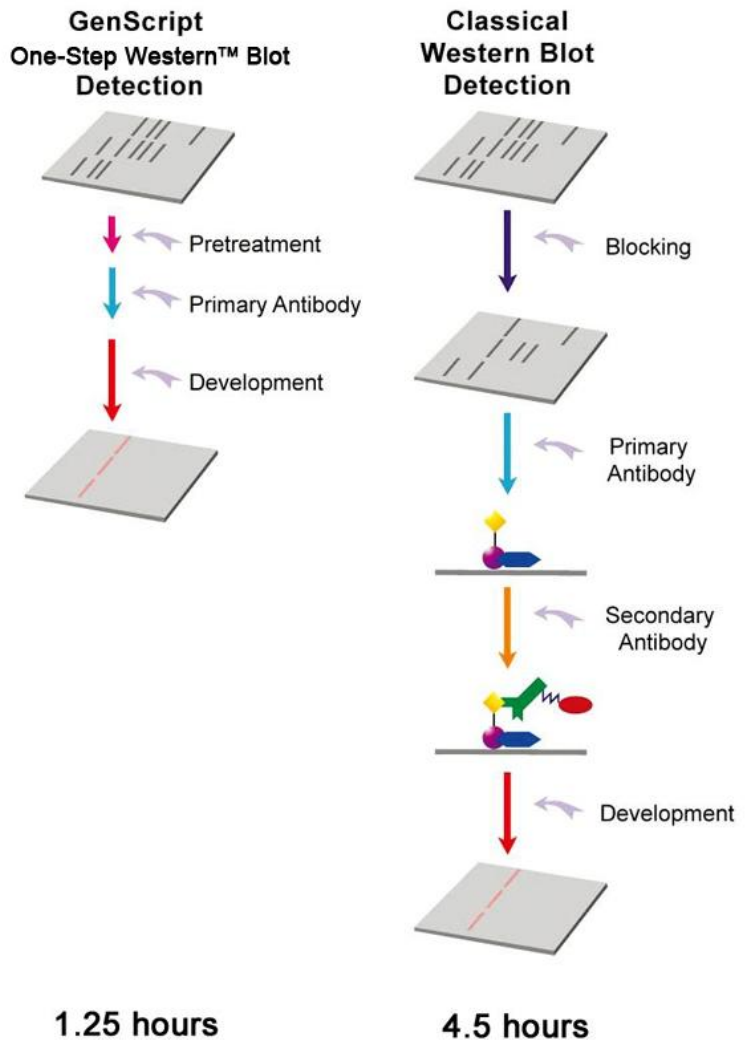 GenScript
One-Step Western™ Blot
Detection
Pretreatment
Primary Antibody
Development
1.25 hours
Classical
Western Blot
Detection
Blocking
Primary
Antibody
Secondary
Antibody
Development
4.5 hours